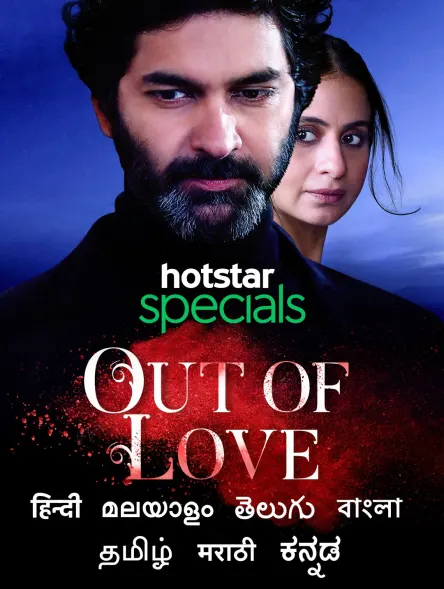 hotstar
specials
OUT OF
LOVE
हिन्दी മലയാളം తెలుగు বাংলা
தமிழ் मराठी ಕನ್ನಡ